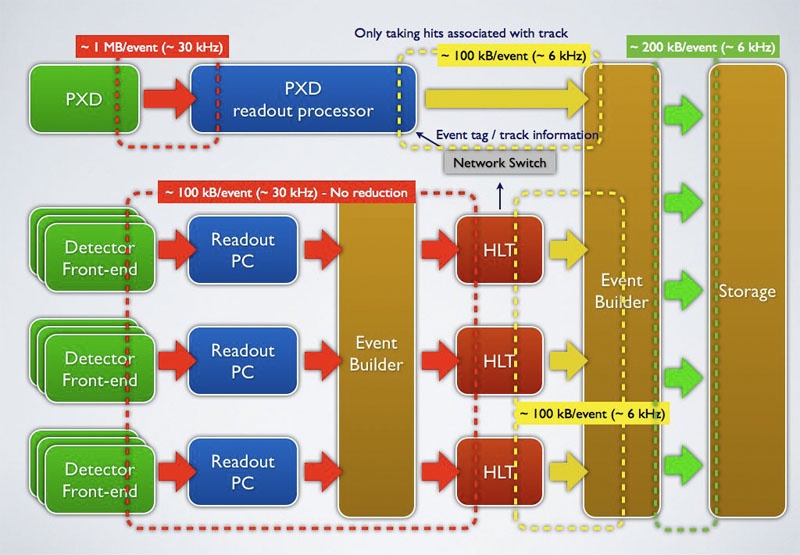 Only taking hits associated with track
~ 1 MB/event (~ 30 kHz)
~ 100 kB/event (~ 6 kHz)
~ 200 kB/event (~ 6 kHz)
PXD
PXD
readout processor
Event tag / track information
Network Switch
~ 100 kB/event (~ 30 kHz) - No reduction
Detector
Front-end
Readout
PC
HLT
Event
Builder
Storage
Detector
Front-end
Readout
PC
Event
Builder
HLT
~ 100 kB/event (~ 6 kHz)
Detector
Front-end
Readout
PC
HLT